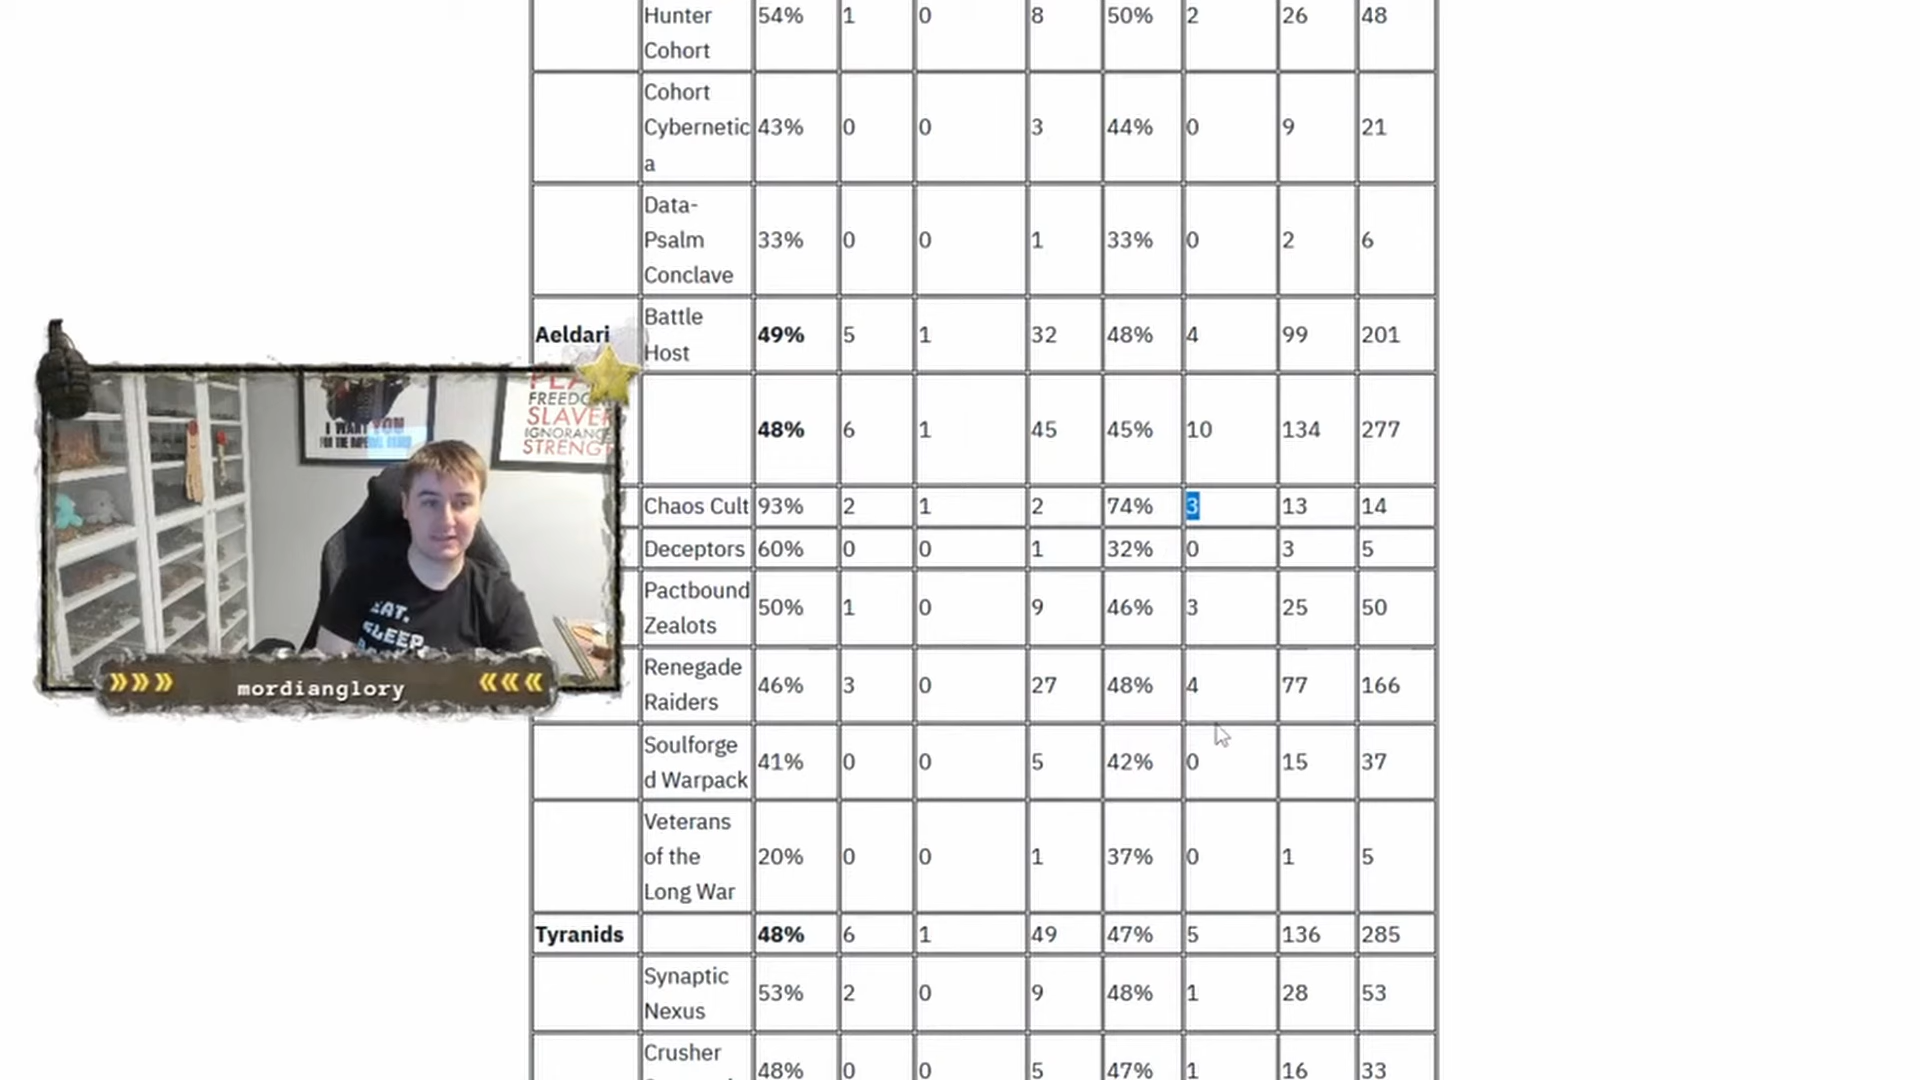 Hunter 54% 1 0 8 50% 2 26 48
Cohort
Cohort
Cybernetic 43% 0 0 3 44% 0 9 21
a
Data-
Psalm 33% 0 0 1 33% 0 2 6
Conclave
Battle
Aeldari 49% 5 1 32 48% 4 99 201
Host
48% 6 1 45 45% 10 134 277
Chaos Cult 93% 2 1 2 74% 3 13 14
Deceptors 60% 0 0 1 32% 0 3 5
Pactbound
50% 1 0 9 46% 3 25 50
Zealots
Renegade
46% 3 0 27 48% 4 77 166
Raiders
Soulforge
41% 0 0 5 42% 0 15 37
d Warpack
Veterans
of the 20% 0 0 1 37% 0 1 5
Long War
Tyranids 48% 6 1 49 47% 5 136 285
Synaptic
53% 2 0 9 48% 1 28 53
Nexus
Crusher
48% 0 0 5 47% 1 16 33
I WANT YOU
FREEDOM
SLAVER
IGNORANCE
STRENGT
EAT.
SLEEP.
mordianglory